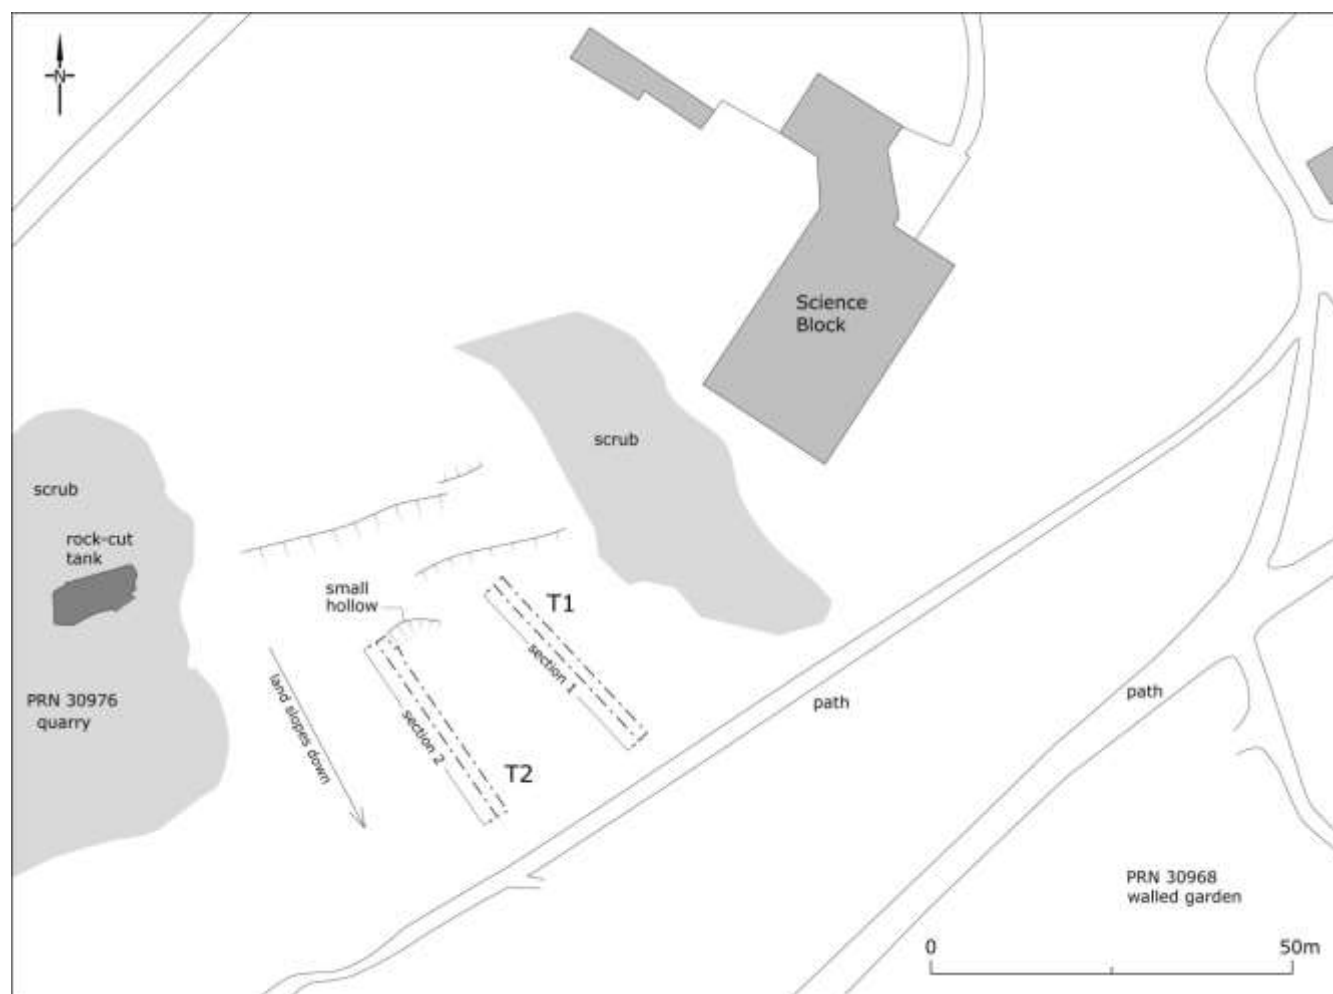 N
Science
Block
scrub
scrub
rock-cut
tank
small
hollow
T1
section 1
land slopes down
section 2
T2
PRN 30976
quarry
path
path
PRN 30968
walled garden
0
50m